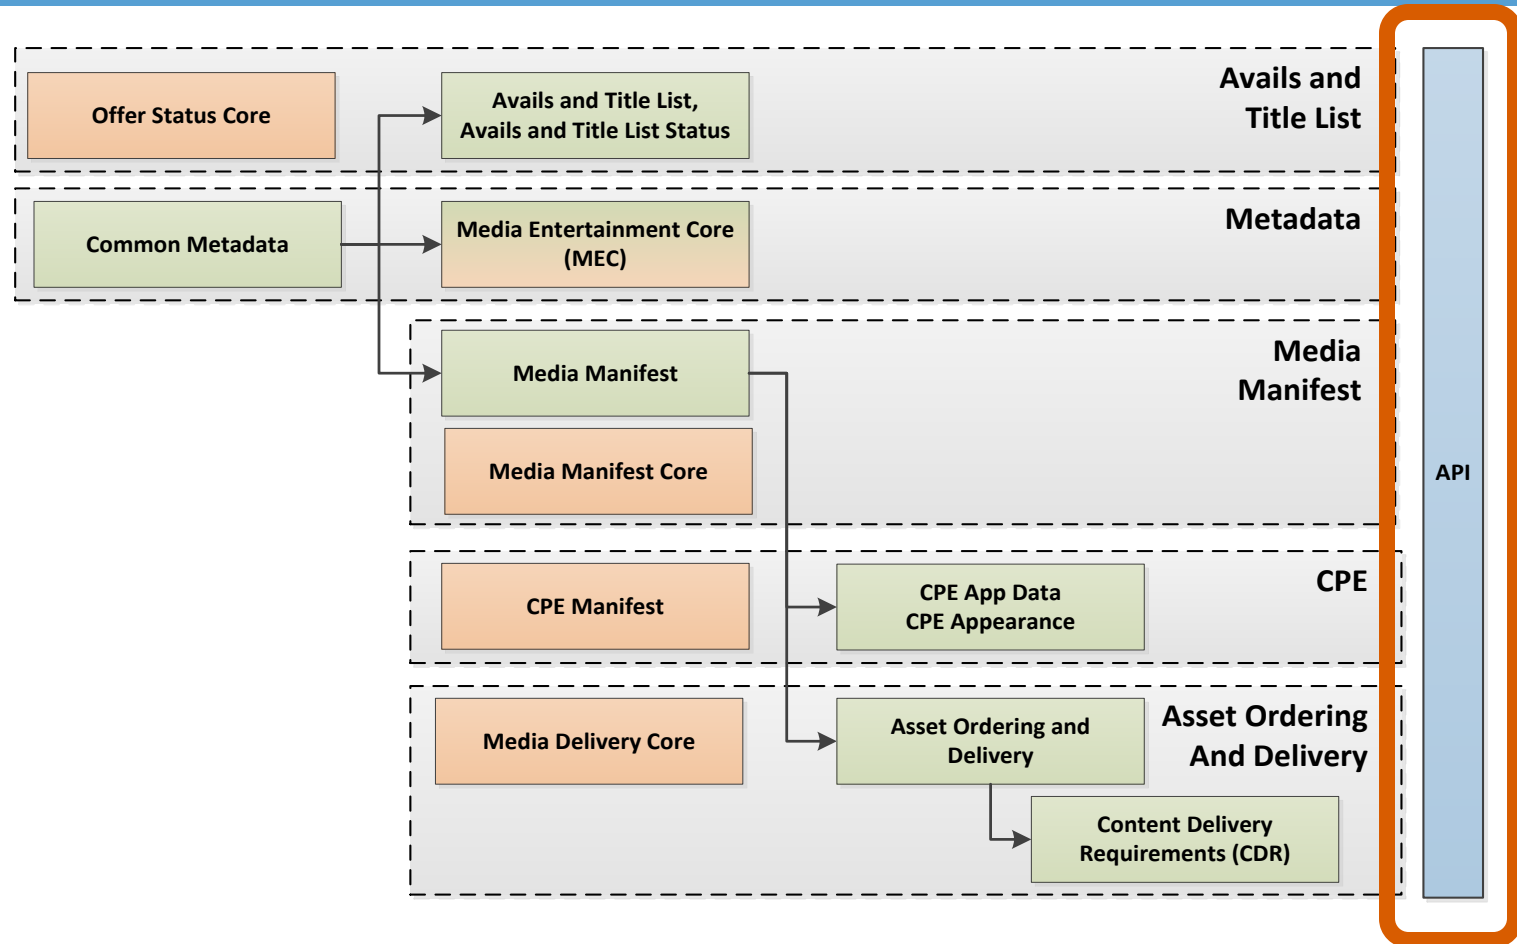 Offer Status Core
Avails and Title List,
Avails and Title List Status
Avails and
Title List
Common Metadata
Media Entertainment Core
(MEC)
Metadata
Media Manifest
Media
Manifest
Media Manifest Core
API
CPE Manifest
CPE App Data
CPE Appearance
CPE
Media Delivery Core
Asset Ordering and
Delivery
Asset Ordering
And Delivery
Content Delivery
Requirements (CDR)